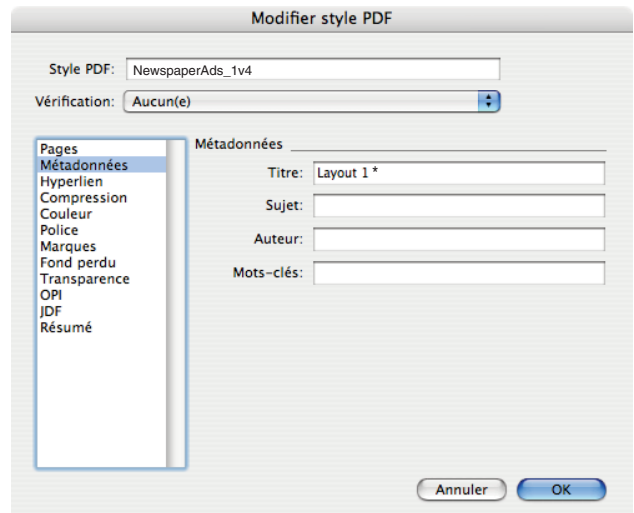 Modifier style PDF
Style PDF: NewspaperAds_1v4
Vérification: Aucun(e)
Pages
Métadonnées
Hyperlien
Compression
Couleur
Police
Marques
Fond perdu
Transparence
OPI
JDF
Résumé
Métadonnées
Titre: Layout 1 *
Sujet:
Auteur:
Mots-clés:
Annuler OK